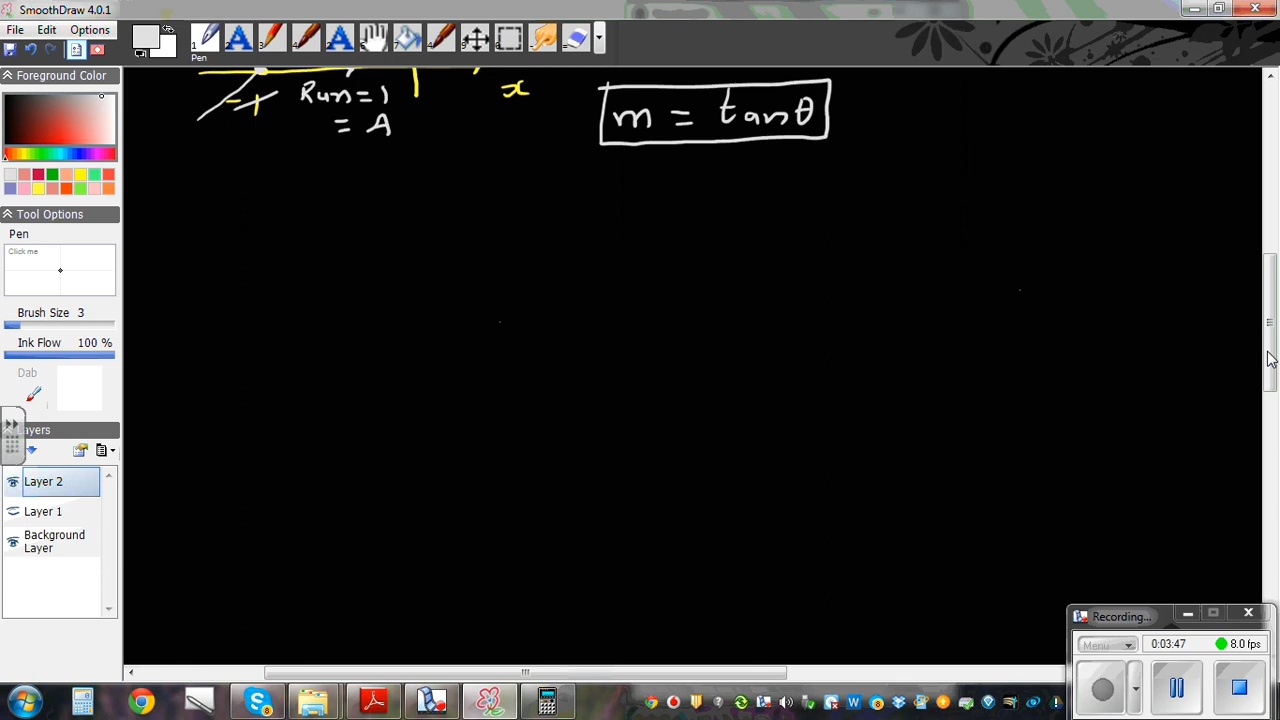 SmoothDraw 4.0.1
File Edit Options
Pen
Foreground Color
Tool Options
Pen
Click me
Brush Size 3
Ink Flow 100 %
Dab
Layers
Layer 2
Layer 1
Background
Layer
-1
Run = 1
= A
x
m = tanθ
Recording...
Menu
0:03:47
8.0 fps